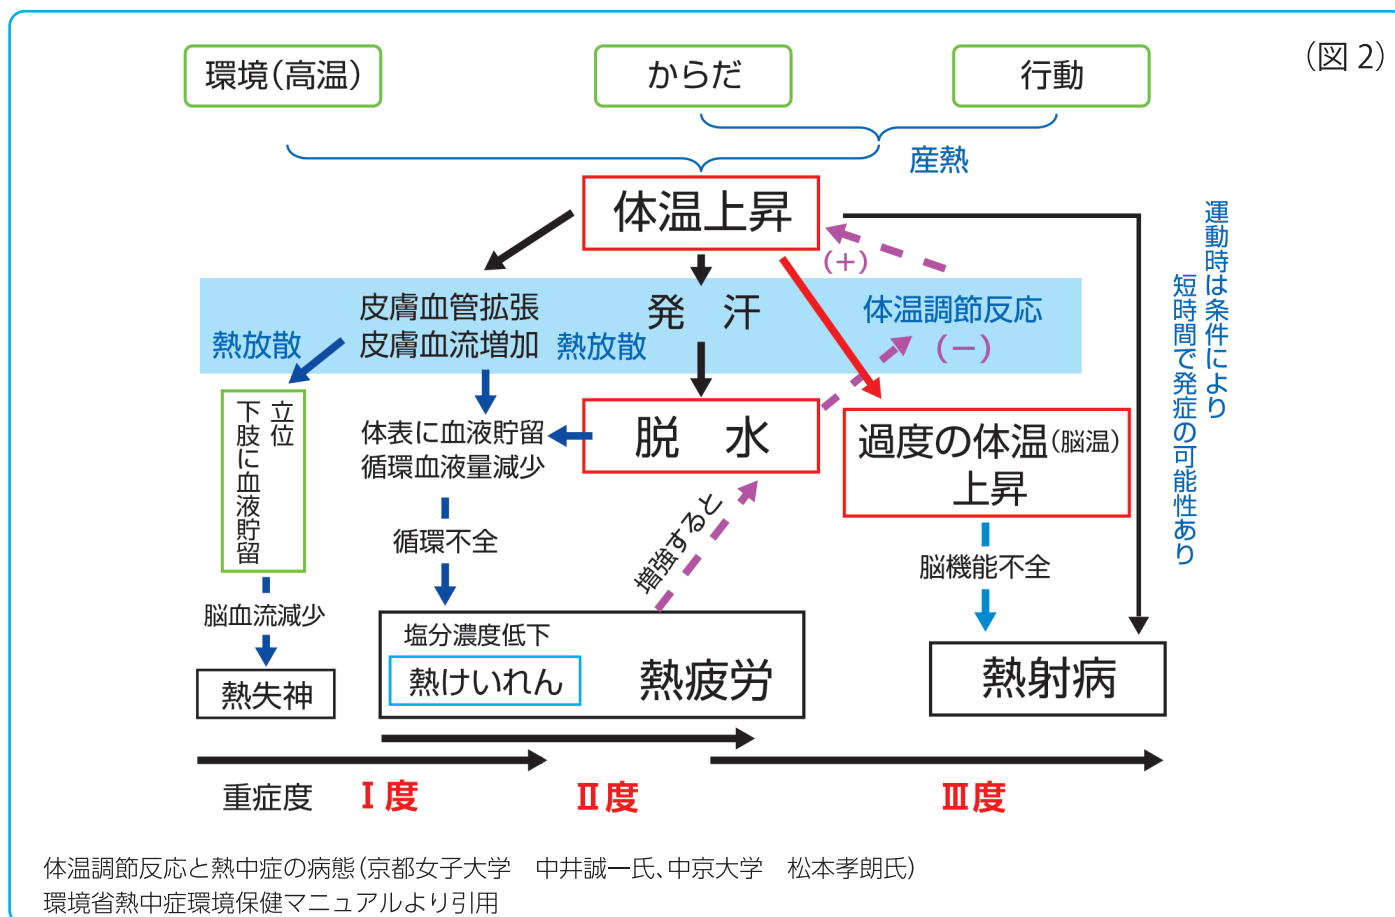 (図2)
環境(高温)
からだ
行動
産熱
体温上昇
(+)
運動時は条件により
短時間で発症の可能性あり
皮膚血管拡張
皮膚血流増加
熱放散
熱放散
発 汗
体温調節反応
(−)
立位
下肢に血液貯留
体表に血液貯留
循環血液量減少
脱 水
過度の体温(脳温)
上昇
増強すると
循環不全
脳機能不全
脳血流減少
塩分濃度低下
熱けいれん
熱疲労
熱失神
熱射病
重症度
Ⅰ度
Ⅱ度
Ⅲ度
体温調節反応と熱中症の病態(京都女子大学 中井誠一氏、中京大学 松本孝朗氏)
環境省熱中症環境保健マニュアルより引用